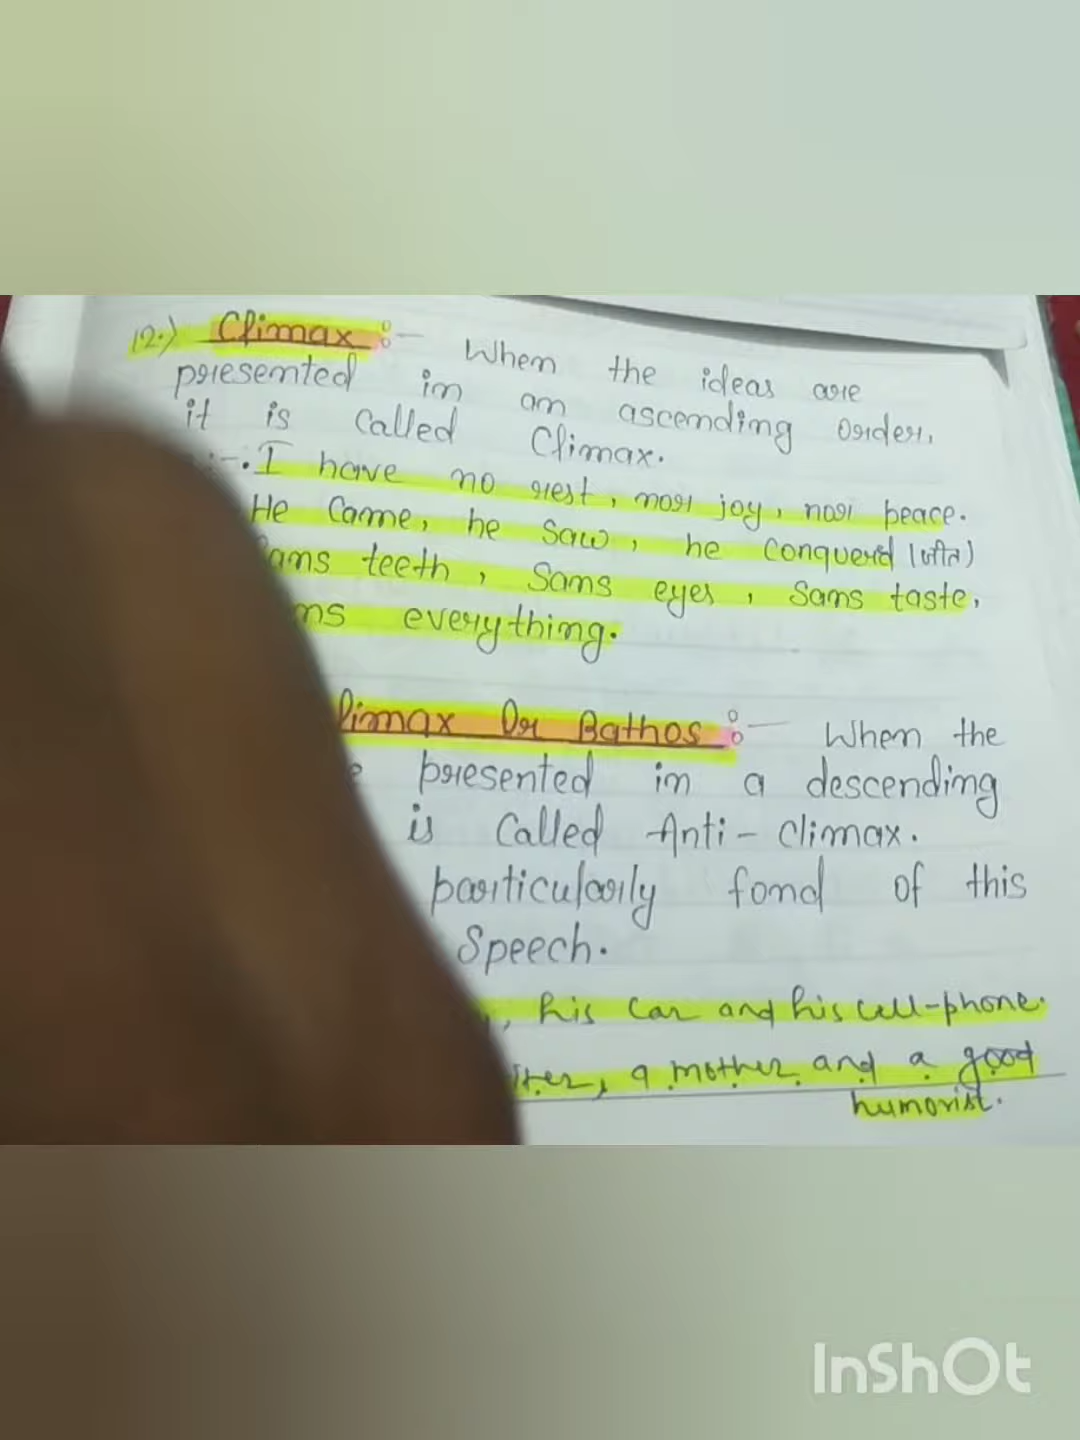 12.) Climax :- When the ideas are
presented in an ascending order,
it is called Climax.
:-. I have no rest, nor joy, nor peace.
He Came, he saw, he conquered (जीत)
teeth, Sans eyes, Sans taste,
everything.
Or Bathos :- When the
presented in a descending
is Called Anti-Climax.
particularly fond of this
Speech.
, his car and his cell-phone.
, a mother and a good
humorist.
InShOt